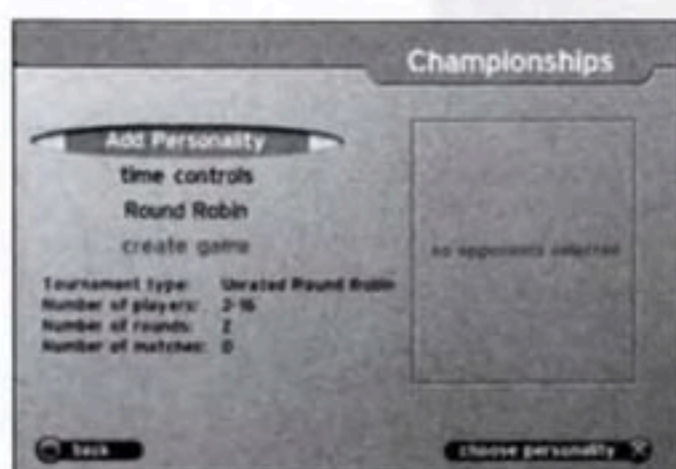 Championships
Add Personality
time controls
Round Robin
create game
no opponents selected
Tournament type: Unrated Round Robin
Number of players: 2-16
Number of rounds: 2
Number of matches: 0
back
choose personality